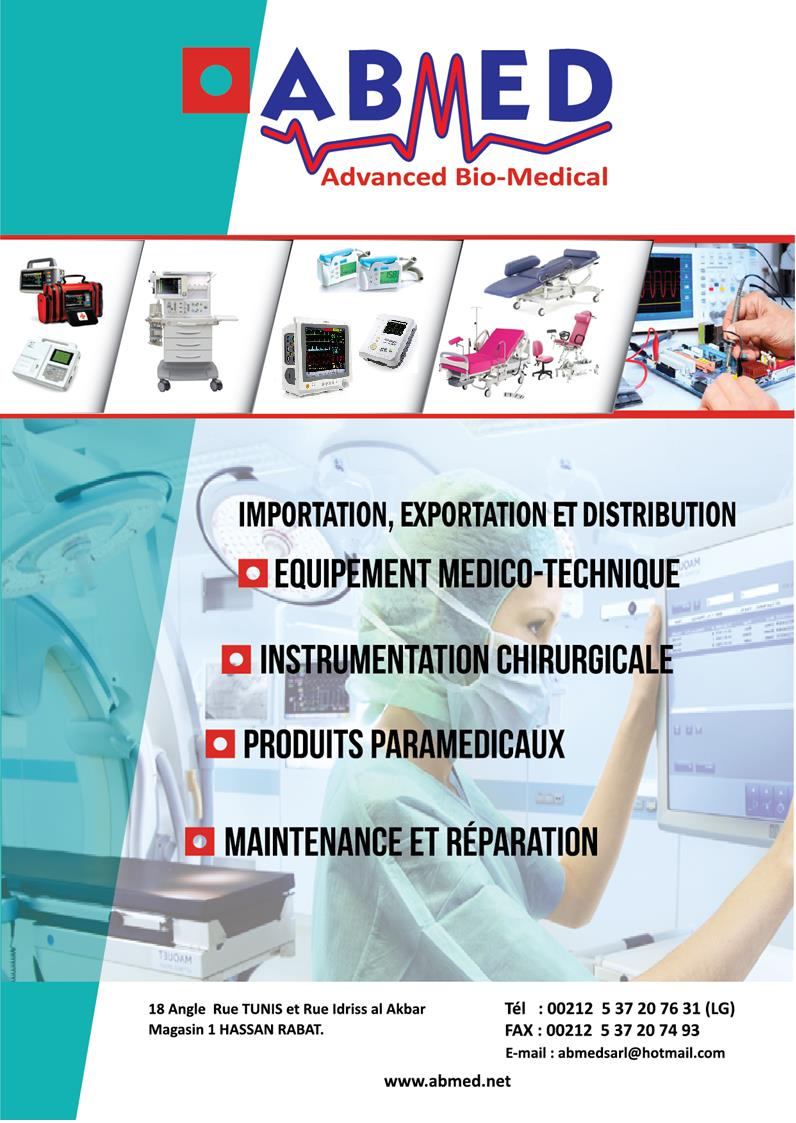 ABMED
Advanced Bio-Medical
IMPORTATION, EXPORTATION ET DISTRIBUTION
EQUIPEMENT MEDICO-TECHNIQUE
INSTRUMENTATION CHIRURGICALE
PRODUITS PARAMEDICAUX
MAINTENANCE ET RÉPARATION
MAQUET
18 Angle Rue TUNIS et Rue Idriss al Akbar
Magasin 1 HASSAN RABAT.
Tél : 00212 5 37 20 76 31 (LG)
FAX : 00212 5 37 20 74 93
E-mail : abmedsarl@hotmail.com
www.abmed.net